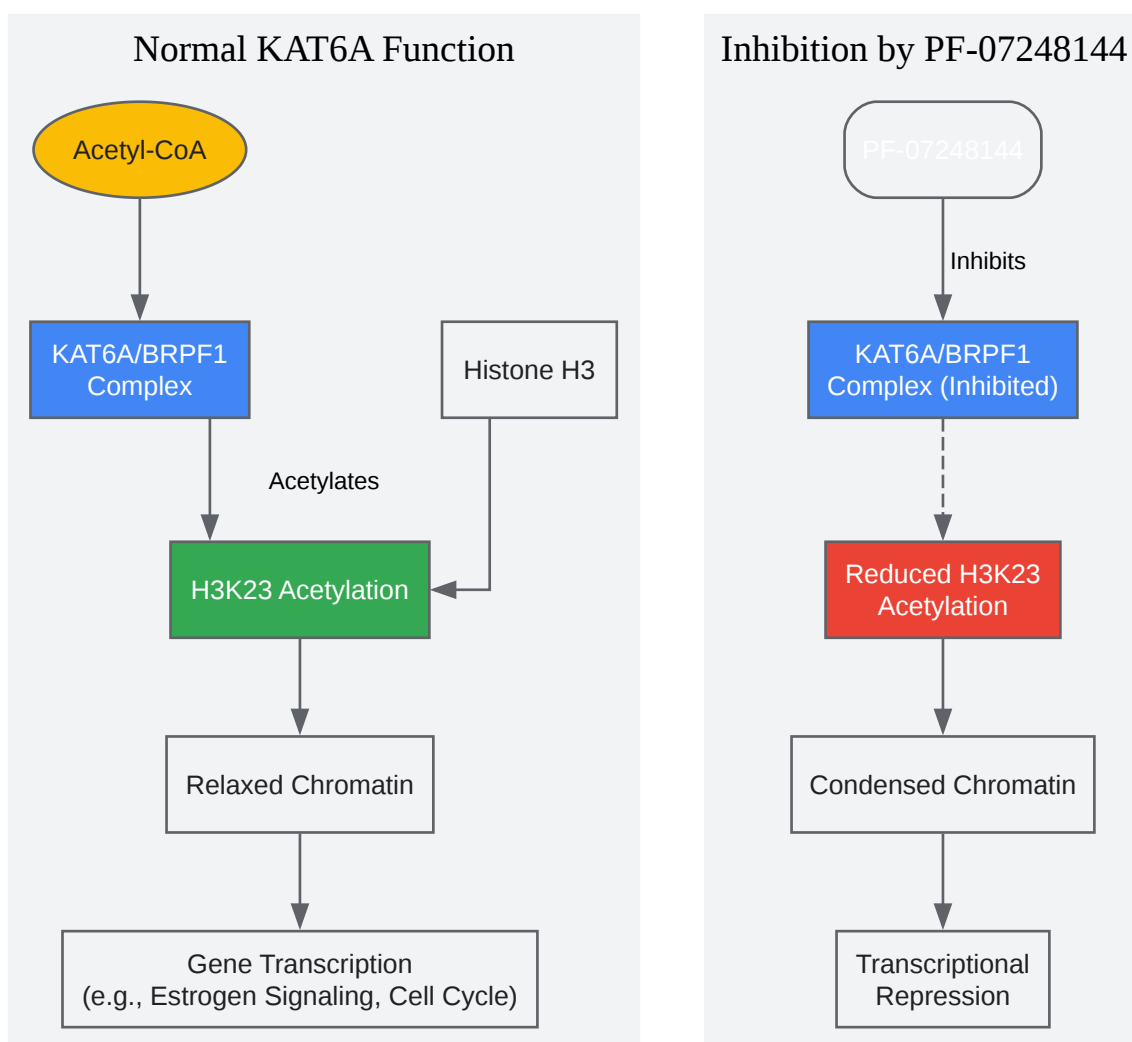 Normal KAT6A Function
Acetyl-CoA
KAT6A/BRPF1
Complex
Histone H3
Acetylates
H3K23 Acetylation
Relaxed Chromatin
Gene Transcription
(e.g., Estrogen Signaling, Cell Cycle)
Inhibition by PF-07248144
PF-07248144
Inhibits
KAT6A/BRPF1
Complex (Inhibited)
Reduced H3K23
Acetylation
Condensed Chromatin
Transcriptional
Repression